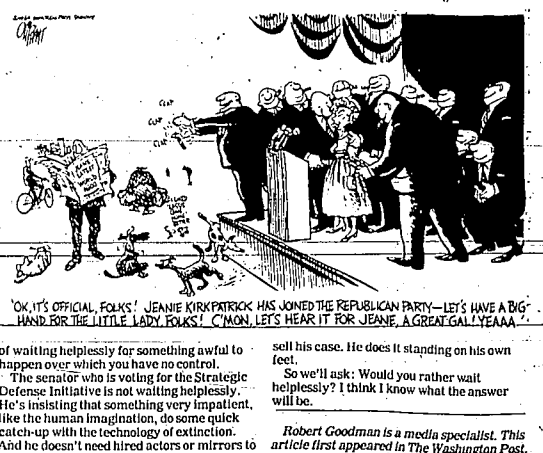 Oliphant
CLAP
CLAP
CLAP
'OK, IT'S OFFICIAL, FOLKS! JEANIE KIRKPATRICK HAS JOINED THE REPUBLICAN PARTY—LET'S HAVE A BIG
HAND FOR THE LITTLE LADY, FOLKS! C'MON, LET'S HEAR IT FOR JEANE, A GREAT GAL! YEAAA
of waiting helplessly for something awful to
happen over which you have no control.
The senator who is voting for the Strategic
Defense Initiative is not waiting helplessly.
He's insisting that something very impatient,
like the human imagination, do some quick
catch-up with the technology of extinction.
And he doesn't need hired actors or mirrors to
sell his case. He does it standing on his own
feet.
So we'll ask: Would you rather wait
helplessly? I think I know what the answer
will be.
Robert Goodman is a media specialist. This
article first appeared in The Washington Post.